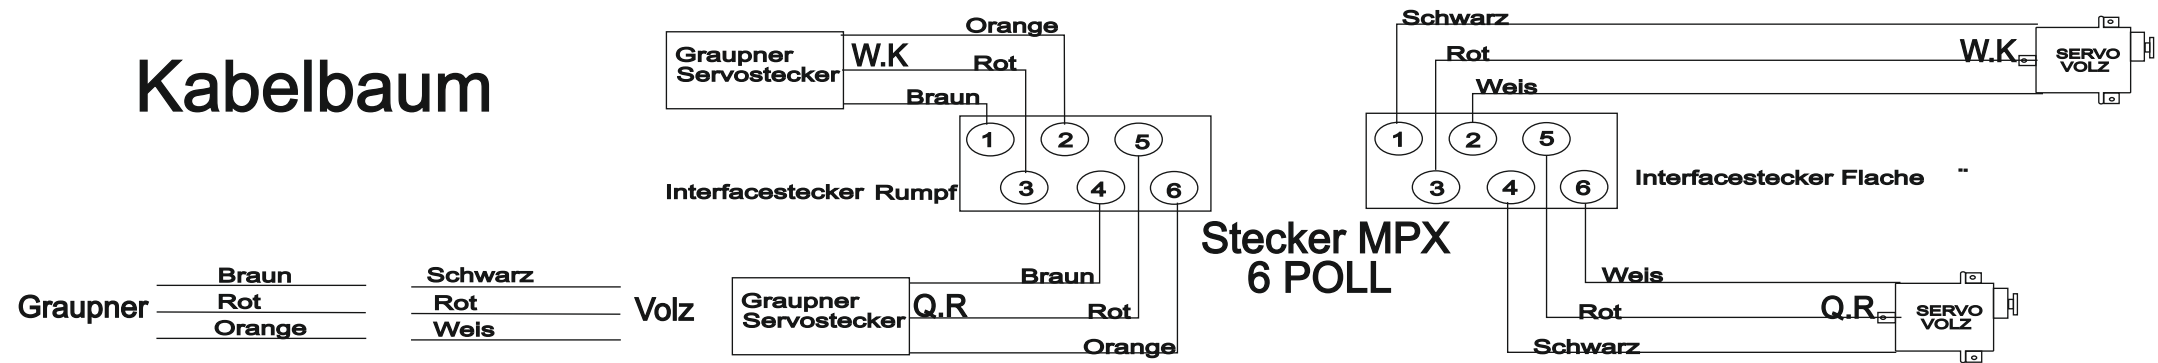 Kabelbaum
Graupner
Servostecker
W.K
Orange
Rot
Braun
1 2 5
3 4 6
Interfacestecker Rumpf
Schwarz
Rot
Weis
W.K
SERVO
VOLZ
1 2 5
3 4 6
Interfacestecker Flache ¨
Stecker MPX
6 POLL
Graupner
Braun
Rot
Orange
Schwarz
Rot
Weis
Volz
Graupner
Servostecker
Q.R
Braun
Rot
Orange
Weis
Rot
Schwarz
Q.R
SERVO
VOLZ